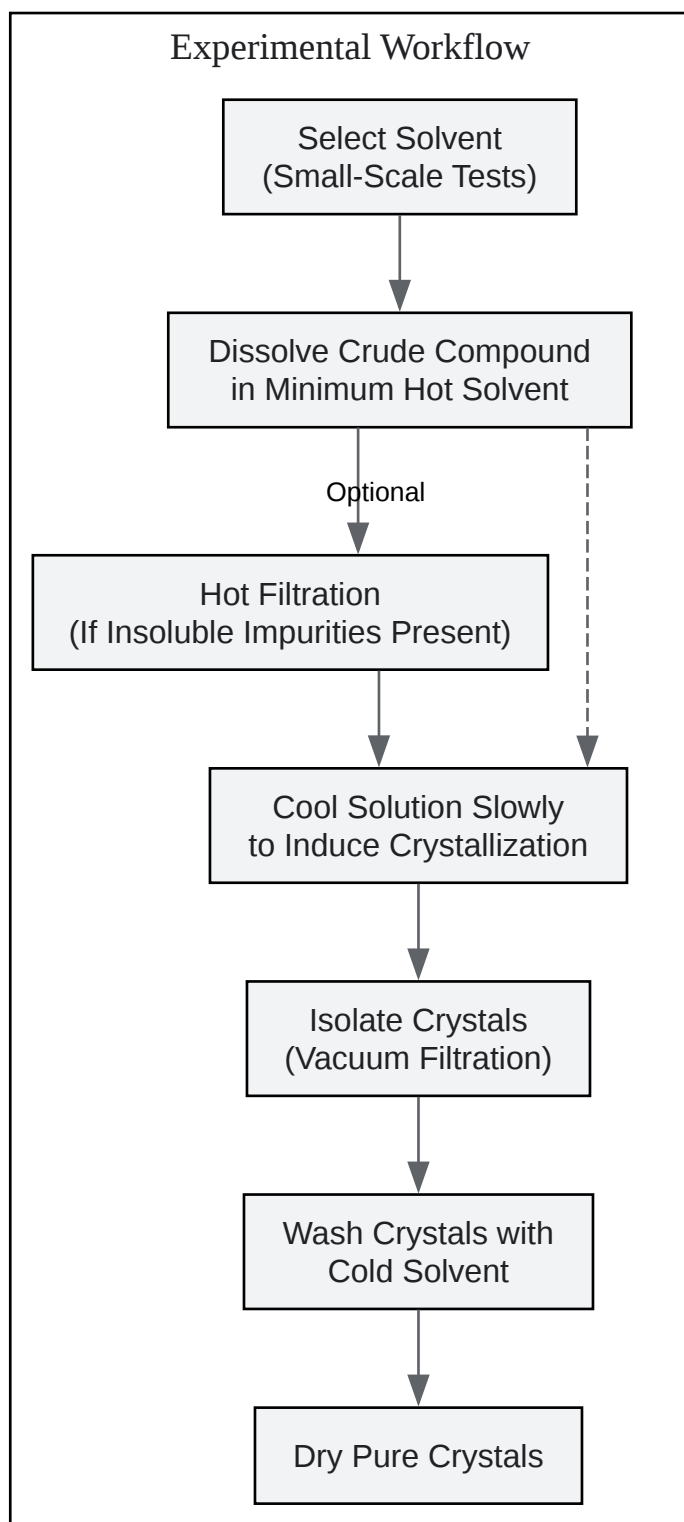 Experimental Workflow
Select Solvent
(Small-Scale Tests)
Dissolve Crude Compound
in Minimum Hot Solvent
Optional
Hot Filtration
(If Insoluble Impurities Present)
Cool Solution Slowly
to Induce Crystallization
Isolate Crystals
(Vacuum Filtration)
Wash Crystals with
Cold Solvent
Dry Pure Crystals